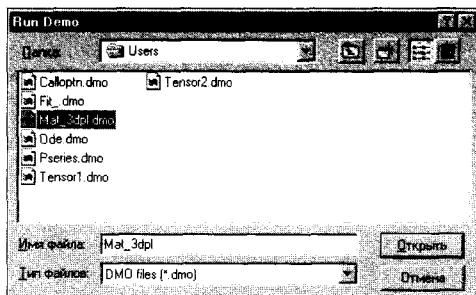 Run Demo
Папка: Users
Calloptn.dmo
Fit_.dmo
Mat_3dpl.dmo
Ode.dmo
Pseries.dmo
Tensor1.dmo
Tensor2.dmo
Имя файла: Mat_3dpl
Открыть
Тип файлов: DMO files (*.dmo)
Отмена